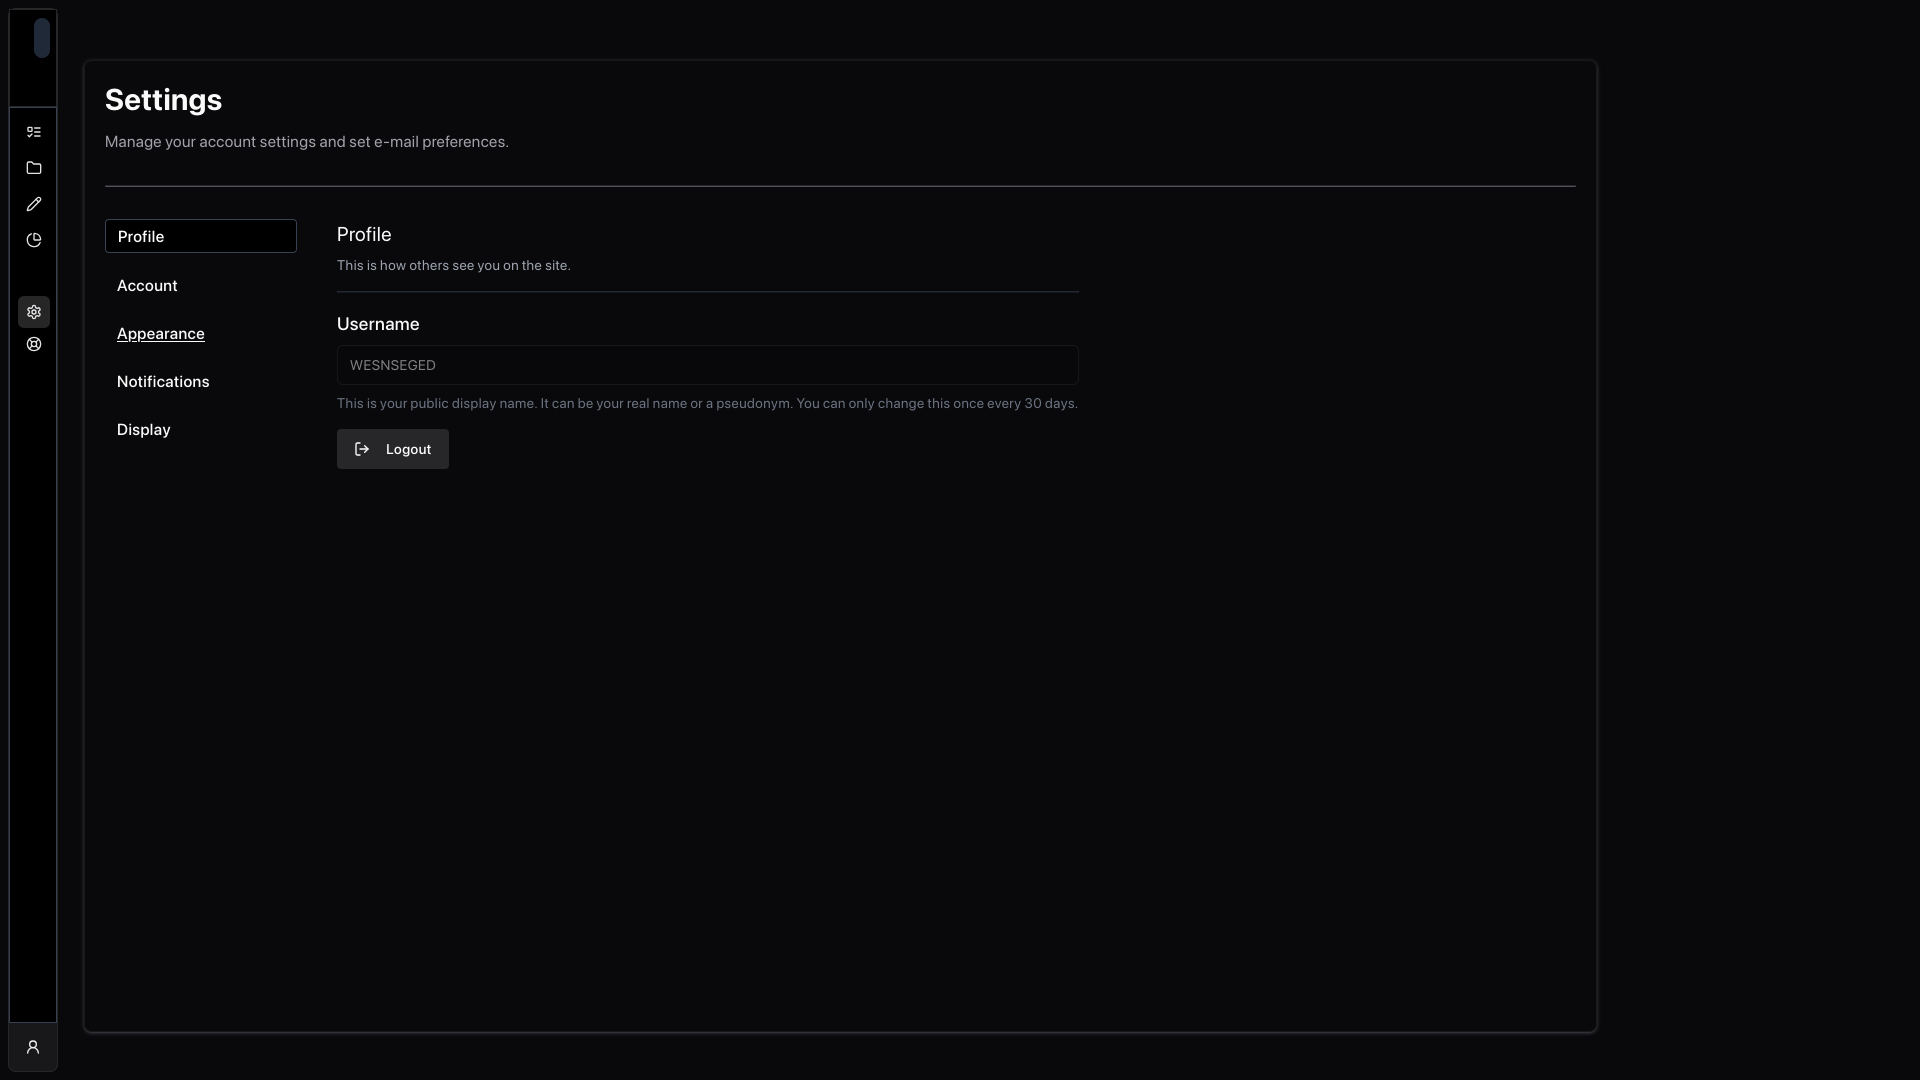 Settings
Manage your account settings and set e-mail preferences.
Profile
Account
Appearance
Notifications
Display
Profile
This is how others see you on the site.
Username
WESNSEGED
This is your public display name. It can be your real name or a pseudonym. You can only change this once every 30 days.
Logout